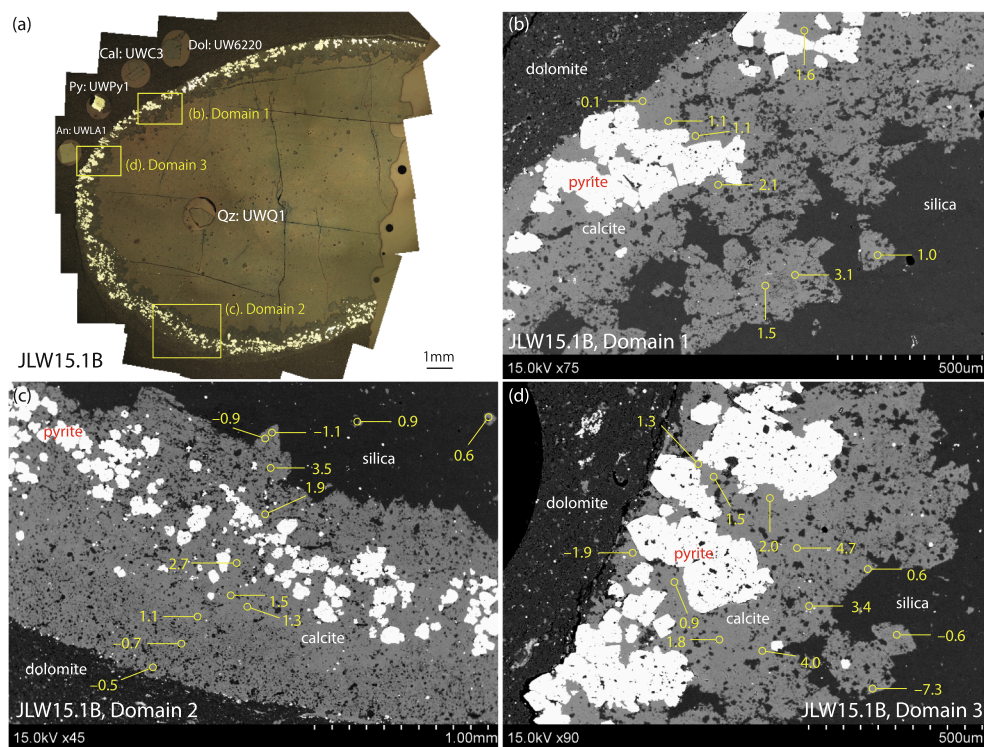 (a)
Cal: UWC3
Dol: UW6220
Py: UWPy1
An: UWLA1
(b). Domain 1
(d). Domain 3
Qz: UWQ1
(c). Domain 2
JLW15.1B
1mm
(b)
dolomite
1.6
0.1
1.1
1.1
pyrite
2.1
silica
calcite
1.0
3.1
1.5
JLW15.1B, Domain 1
15.0kV x75
500um
(c)
−0.9
−1.1
0.9
pyrite
0.6
silica
3.5
1.9
2.7
1.5
1.3
1.1
calcite
−0.7
dolomite
−0.5
JLW15.1B, Domain 2
15.0kV x45
1.00mm
(d)
1.3
dolomite
1.5
−1.9
pyrite
2.0
4.7
0.6
silica
3.4
0.9
calcite
−0.6
1.8
4.0
−7.3
JLW15.1B, Domain 3
15.0kV x90
500um